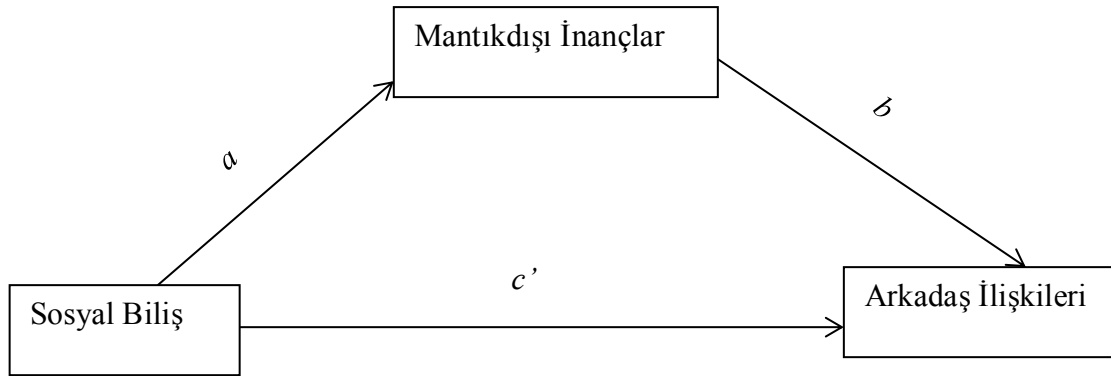 Mantıkdışı İnançlar
a
b
c’
Sosyal Biliş
Arkadaş İlişkileri